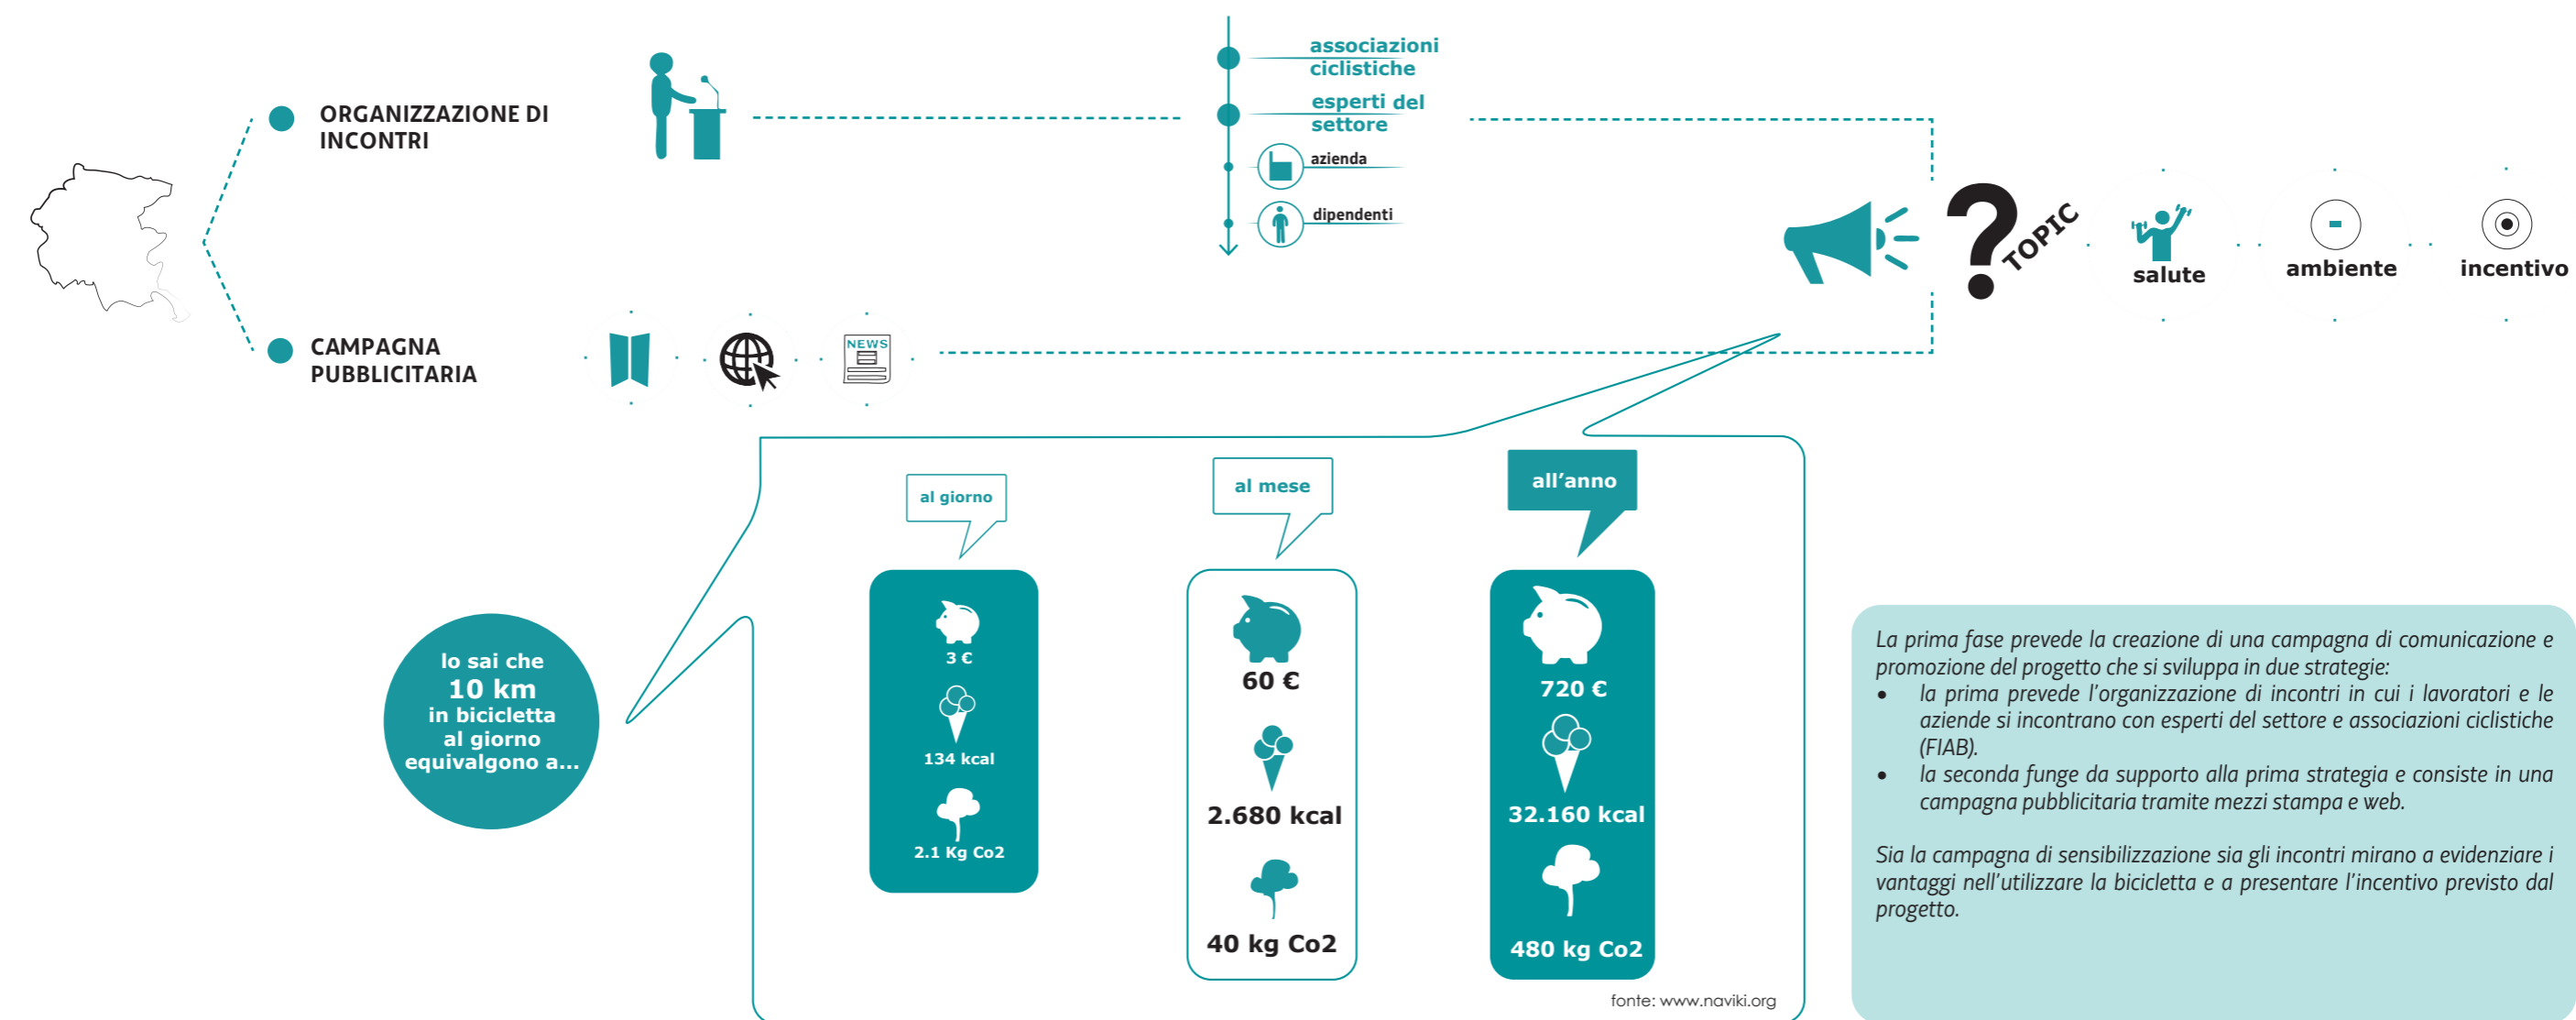 ORGANIZZAZIONE DI
INCONTRI
associazioni
ciclistiche
esperti del
settore
azienda
dipendenti
CAMPAGNA
PUBBLICITARIA
NEWS
?
TOPIC
salute
ambiente
incentivo
lo sai che
10 km
in bicicletta
al giorno
equivalgono a...
al giorno
3 €
134 kcal
2.1 Kg Co2
al mese
60 €
2.680 kcal
40 kg Co2
all'anno
720 €
32.160 kcal
480 kg Co2
fonte: www.naviki.org
La prima fase prevede la creazione di una campagna di comunicazione e
promozione del progetto che si sviluppa in due strategie:
• la prima prevede l'organizzazione di incontri in cui i lavoratori e le
aziende si incontrano con esperti del settore e associazioni ciclistiche
(FIAB).
• la seconda funge da supporto alla prima strategia e consiste in una
campagna pubblicitaria tramite mezzi stampa e web.
Sia la campagna di sensibilizzazione sia gli incontri mirano a evidenziare i
vantaggi nell'utilizzare la bicicletta e a presentare l'incentivo previsto dal
progetto.